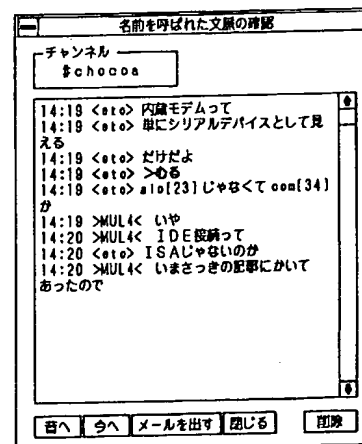 名前を呼ばれた文脈の確認
チャンネル
#chocoa
14:19 <eto> 内蔵モデムって
14:19 <eto> 単にシリアルデバイスとして見
える
14:19 <eto> だけだよ
14:19 <eto> >むる
14:19 <eto> sio[23]じゃなくてcom[34]
か
14:19 >MUL4< いや
14:20 >MUL4< IDE接続って
14:20 <eto> ISAじゃないのか
14:20 >MUL4< いまさっきの記事にかいて
あったので
昔へ 今へ メールを出す 閉じる 削除